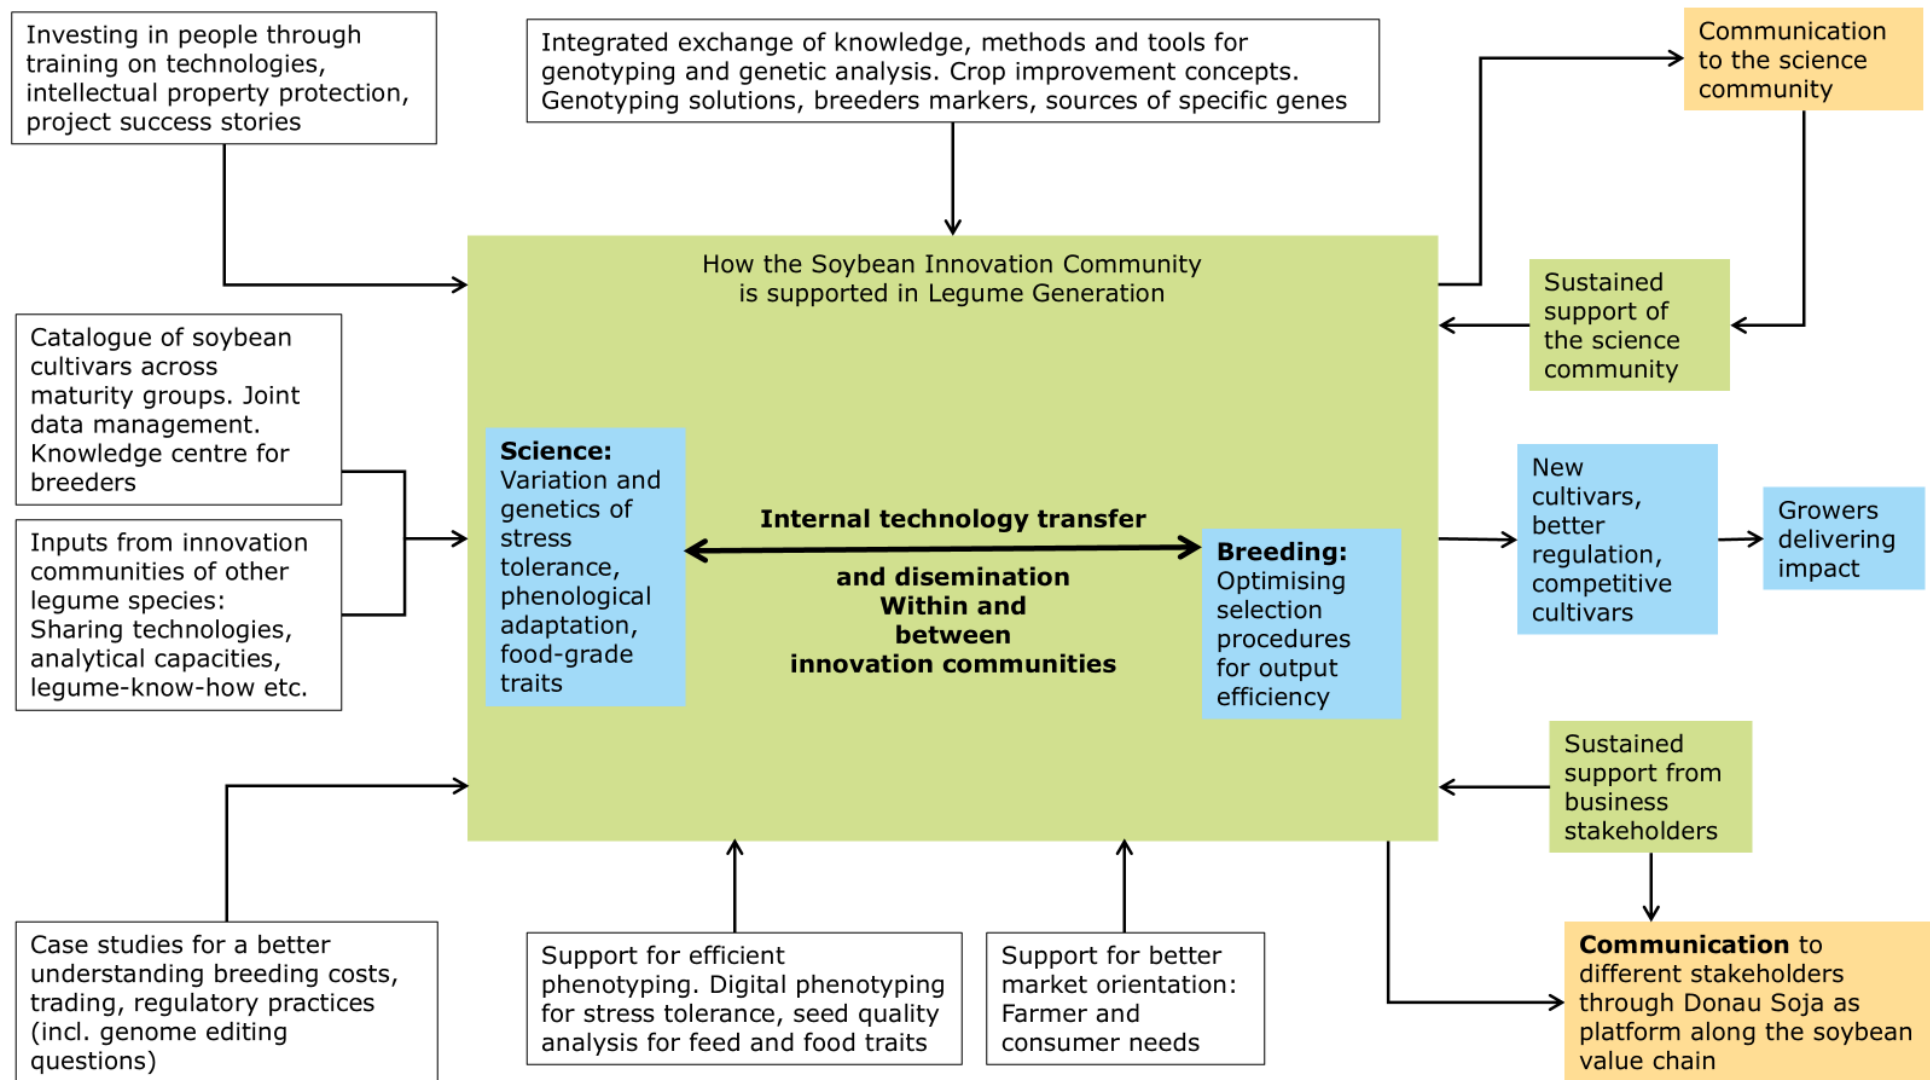 Investing in people through
training on technologies,
intellectual property protection,
project success stories
Integrated exchange of knowledge, methods and tools for
genotyping and genetic analysis. Crop improvement concepts.
Genotyping solutions, breeders markers, sources of specific genes
Communication
to the science
community
How the Soybean Innovation Community
is supported in Legume Generation
Sustained
support of
the science
community
Catalogue of soybean
cultivars across
maturity groups. Joint
data management.
Knowledge centre for
breeders
Inputs from innovation
communities of other
legume species:
Sharing technologies,
analytical capacities,
legume-know-how etc.
Science:
Variation and
genetics of
stress
tolerance,
phenological
adaptation,
food-grade
traits
Internal technology transfer
and disemination
Within and
between
innovation communities
Breeding:
Optimising
selection
procedures
for output
efficiency
New
cultivars,
better
regulation,
competitive
cultivars
Growers
delivering
impact
Sustained
support from
business
stakeholders
Case studies for a better
understanding breeding costs,
trading, regulatory practices
(incl. genome editing
questions)
Support for efficient
phenotyping. Digital phenotyping
for stress tolerance, seed quality
analysis for feed and food traits
Support for better
market orientation:
Farmer and
consumer needs
Communication to
different stakeholders
through Donau Soja as
platform along the soybean
value chain